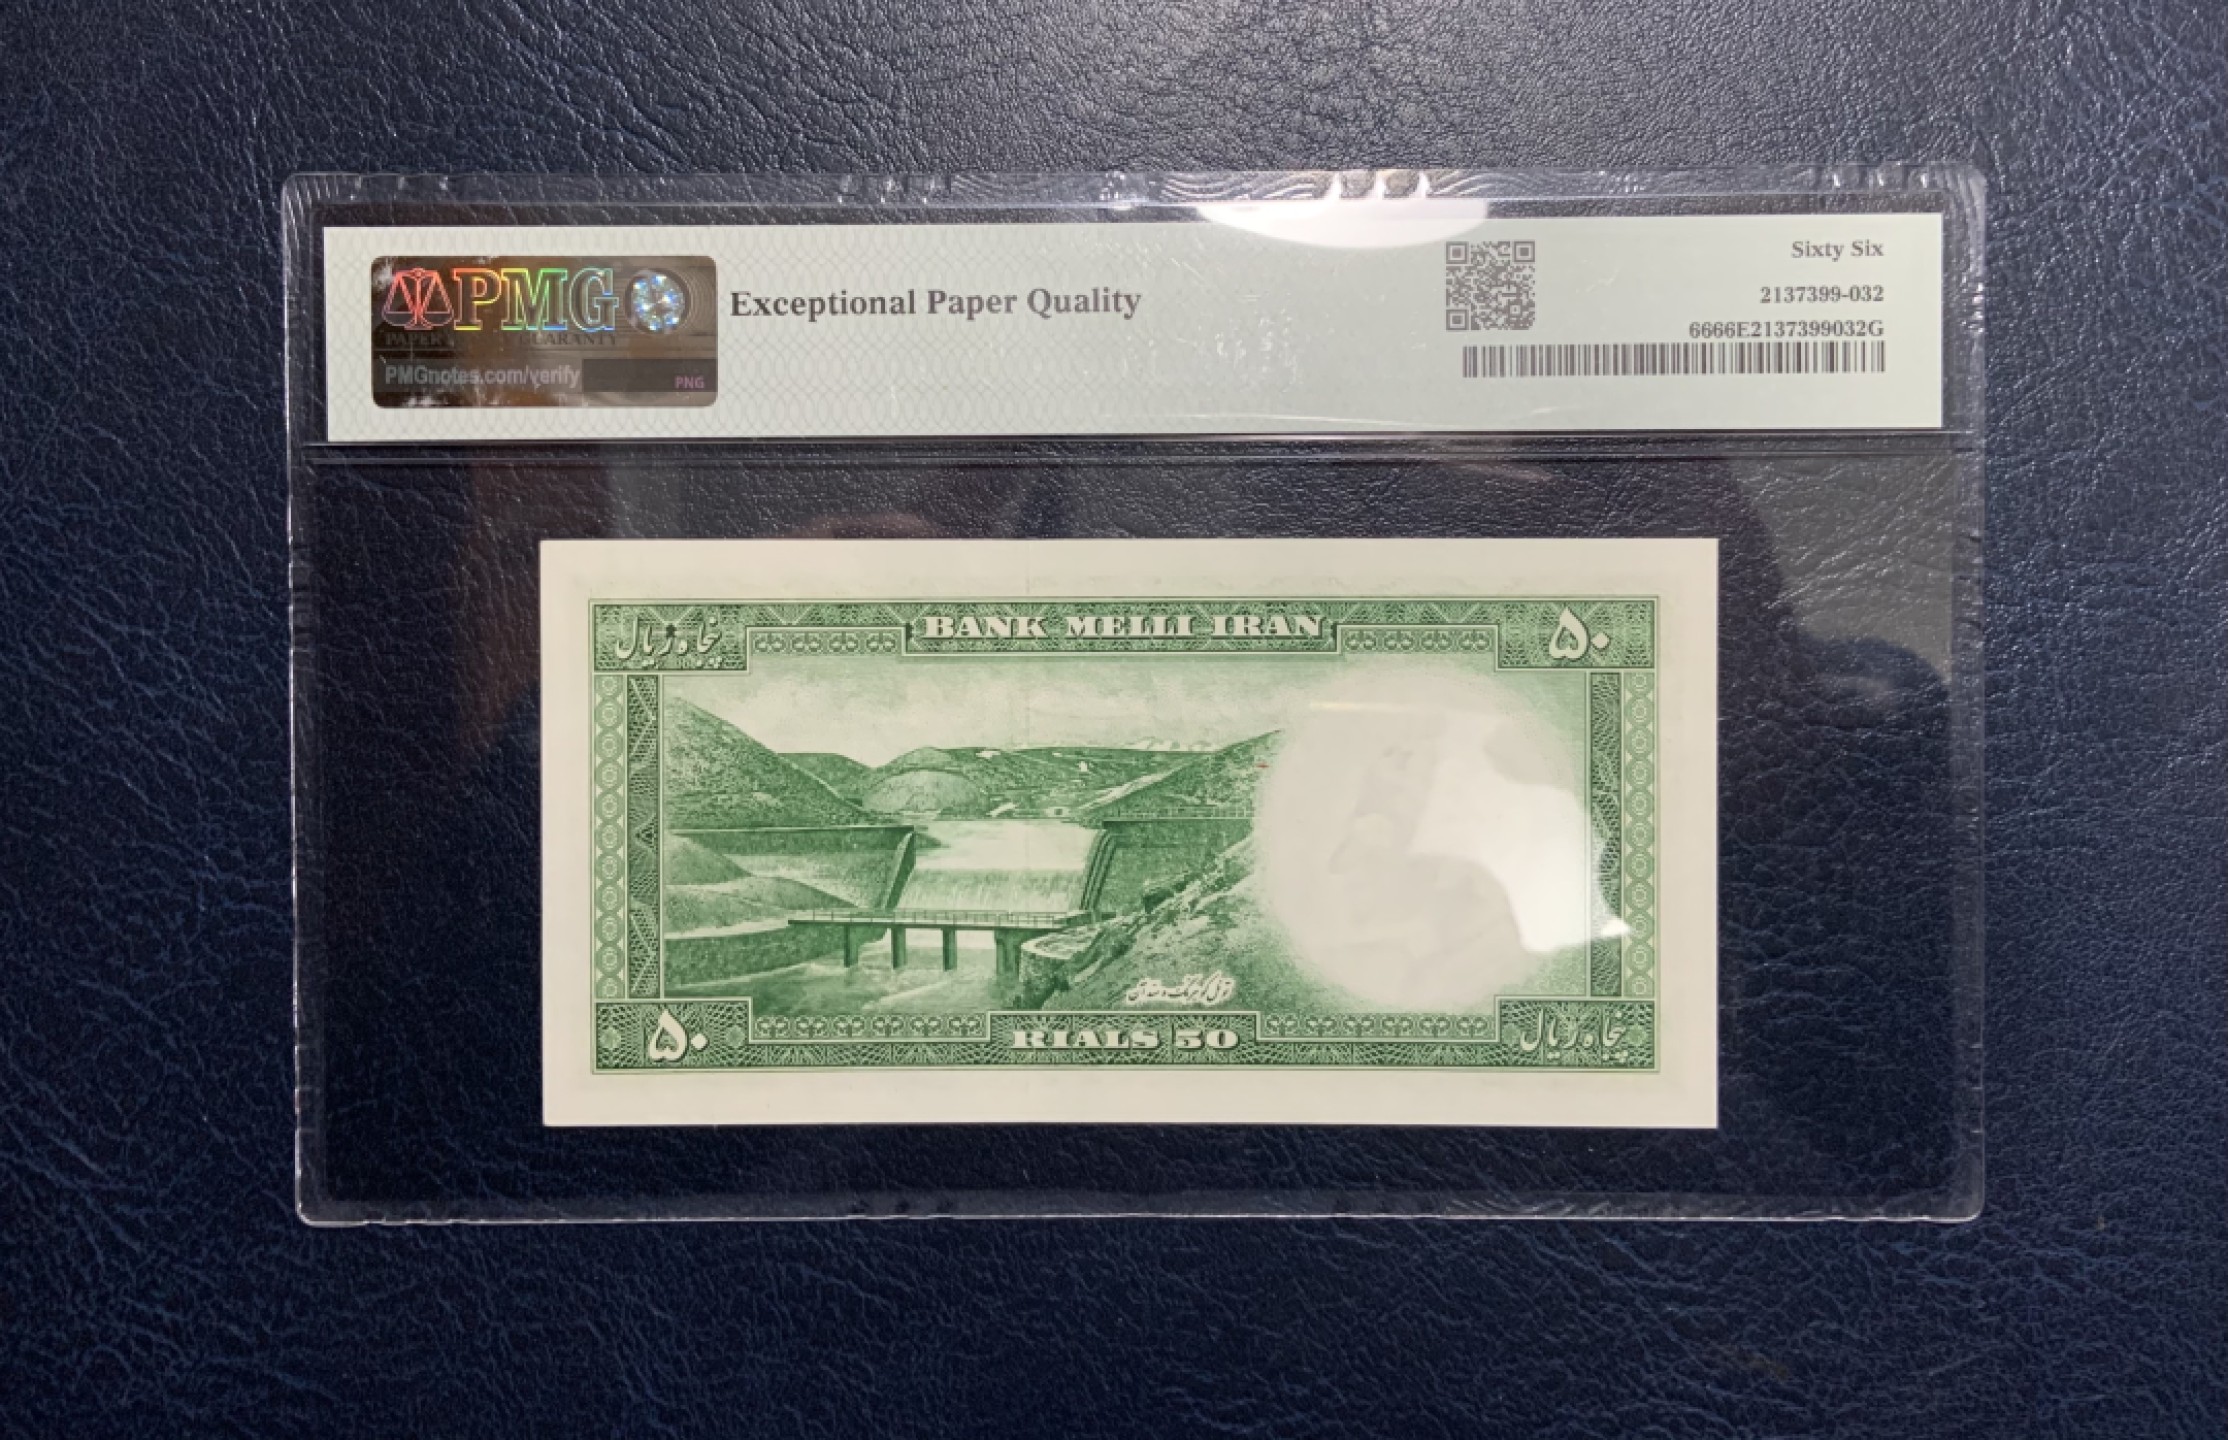 PMG
PAPER GUARANTY
PMGnotes.com/verify
PNG
Exceptional Paper Quality
Sixty Six
2137399-032
6666E2137399032G
پنجاه ریال
BANK MELLI IRAN
۵۰
۵۰
RIALS 50
پنجاه ریال